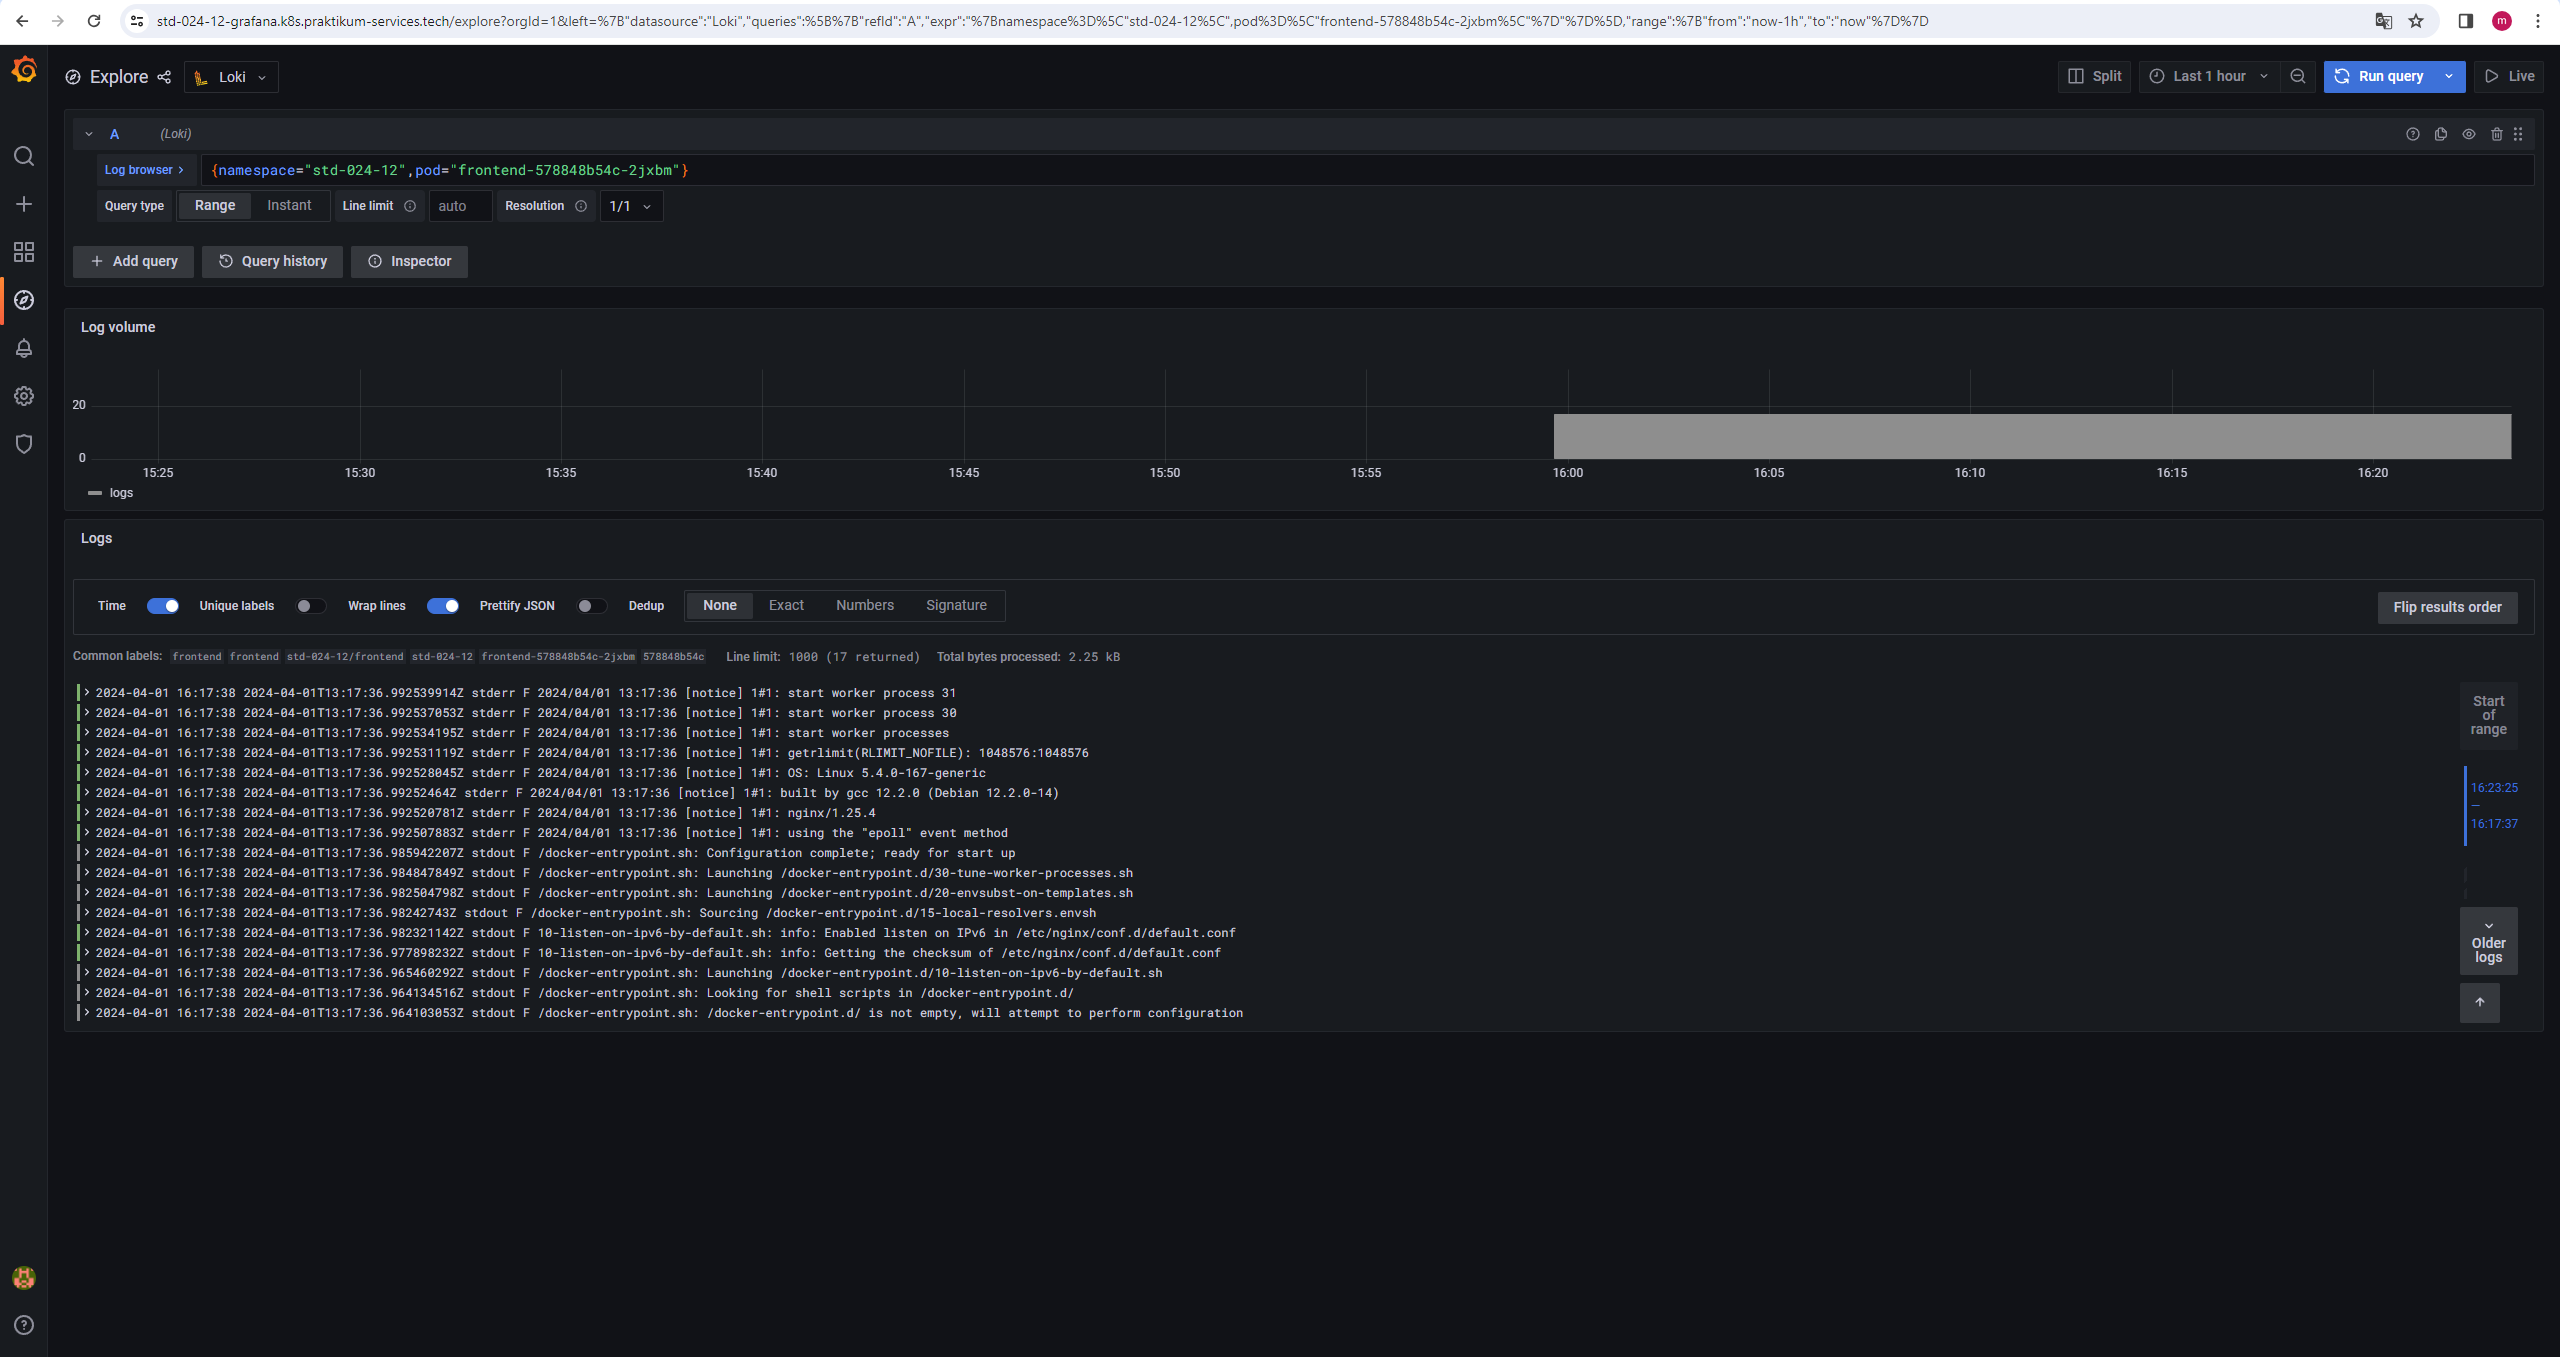 std-024-12-grafana.k8s.praktikum-services.tech/explore?orgId=1&left=%7B"datasource":"Loki","queries":%5B%7B"refId":"A","expr":"%7Bnamespace%3D%5C"std-024-12%5C",pod%3D%5C"frontend-578848b54c-2jxbm%5C"%7D"%7D%5D,"range":%7B"from":"now-1h","to":"now"%7D%7D
m
Explore Loki Split Last 1 hour Run query Live
A (Loki)
Log browser > {namespace="std-024-12",pod="frontend-578848b54c-2jxbm"}
Query type Range Instant Line limit auto Resolution 1/1
+ Add query Query history Inspector
Log volume
20
0
15:25 15:30 15:35 15:40 15:45 15:50 15:55 16:00 16:05 16:10 16:15 16:20
logs
Logs
Time Unique labels Wrap lines Prettify JSON Dedup None Exact Numbers Signature Flip results order
Common labels: frontend frontend std-024-12/frontend std-024-12 frontend-578848b54c-2jxbm 578848b54c Line limit: 1000 (17 returned) Total bytes processed: 2.25 kB
> 2024-04-01 16:17:38 2024-04-01T13:17:36.992539914Z stderr F 2024/04/01 13:17:36 [notice] 1#1: start worker process 31
> 2024-04-01 16:17:38 2024-04-01T13:17:36.992537053Z stderr F 2024/04/01 13:17:36 [notice] 1#1: start worker process 30
> 2024-04-01 16:17:38 2024-04-01T13:17:36.992534195Z stderr F 2024/04/01 13:17:36 [notice] 1#1: start worker processes
> 2024-04-01 16:17:38 2024-04-01T13:17:36.992531119Z stderr F 2024/04/01 13:17:36 [notice] 1#1: getrlimit(RLIMIT_NOFILE): 1048576:1048576
> 2024-04-01 16:17:38 2024-04-01T13:17:36.992528045Z stderr F 2024/04/01 13:17:36 [notice] 1#1: OS: Linux 5.4.0-167-generic
> 2024-04-01 16:17:38 2024-04-01T13:17:36.99252464Z stderr F 2024/04/01 13:17:36 [notice] 1#1: built by gcc 12.2.0 (Debian 12.2.0-14)
> 2024-04-01 16:17:38 2024-04-01T13:17:36.992520781Z stderr F 2024/04/01 13:17:36 [notice] 1#1: nginx/1.25.4
> 2024-04-01 16:17:38 2024-04-01T13:17:36.992507883Z stderr F 2024/04/01 13:17:36 [notice] 1#1: using the "epoll" event method
> 2024-04-01 16:17:38 2024-04-01T13:17:36.985942207Z stdout F /docker-entrypoint.sh: Configuration complete; ready for start up
> 2024-04-01 16:17:38 2024-04-01T13:17:36.984847849Z stdout F /docker-entrypoint.sh: Launching /docker-entrypoint.d/30-tune-worker-processes.sh
> 2024-04-01 16:17:38 2024-04-01T13:17:36.982504798Z stdout F /docker-entrypoint.sh: Launching /docker-entrypoint.d/20-envsubst-on-templates.sh
> 2024-04-01 16:17:38 2024-04-01T13:17:36.98242743Z stdout F /docker-entrypoint.sh: Sourcing /docker-entrypoint.d/15-local-resolvers.envsh
> 2024-04-01 16:17:38 2024-04-01T13:17:36.982321142Z stdout F 10-listen-on-ipv6-by-default.sh: info: Enabled listen on IPv6 in /etc/nginx/conf.d/default.conf
> 2024-04-01 16:17:38 2024-04-01T13:17:36.977898232Z stdout F 10-listen-on-ipv6-by-default.sh: info: Getting the checksum of /etc/nginx/conf.d/default.conf
> 2024-04-01 16:17:38 2024-04-01T13:17:36.965460292Z stdout F /docker-entrypoint.sh: Launching /docker-entrypoint.d/10-listen-on-ipv6-by-default.sh
> 2024-04-01 16:17:38 2024-04-01T13:17:36.964134516Z stdout F /docker-entrypoint.sh: Looking for shell scripts in /docker-entrypoint.d/
> 2024-04-01 16:17:38 2024-04-01T13:17:36.964103053Z stdout F /docker-entrypoint.sh: /docker-entrypoint.d/ is not empty, will attempt to perform configuration
Start
of
range
16:23:25
—
16:17:37
Older
logs